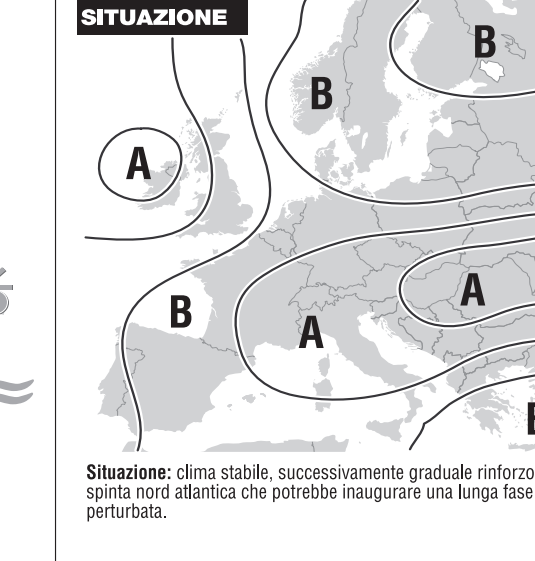 SITUAZIONE
B
B
A
A
B
A
Situazione: clima stabile, successivamente graduale rinforzo
spinta nord atlantica che potrebbe inaugurare una lunga fase
perturbata.